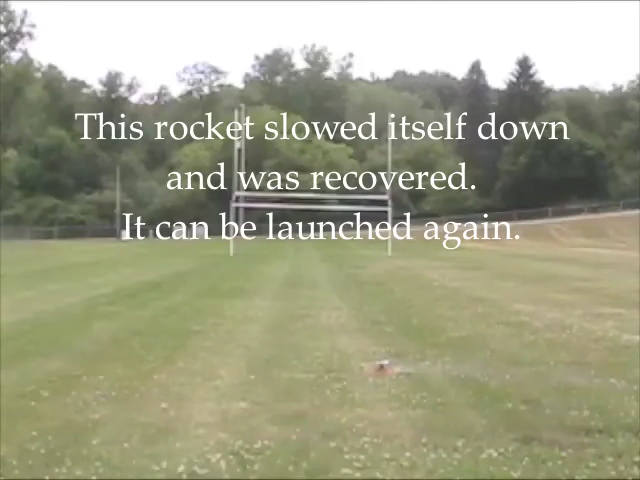 This rocket slowed itself down
and was recovered.
It can be launched again.